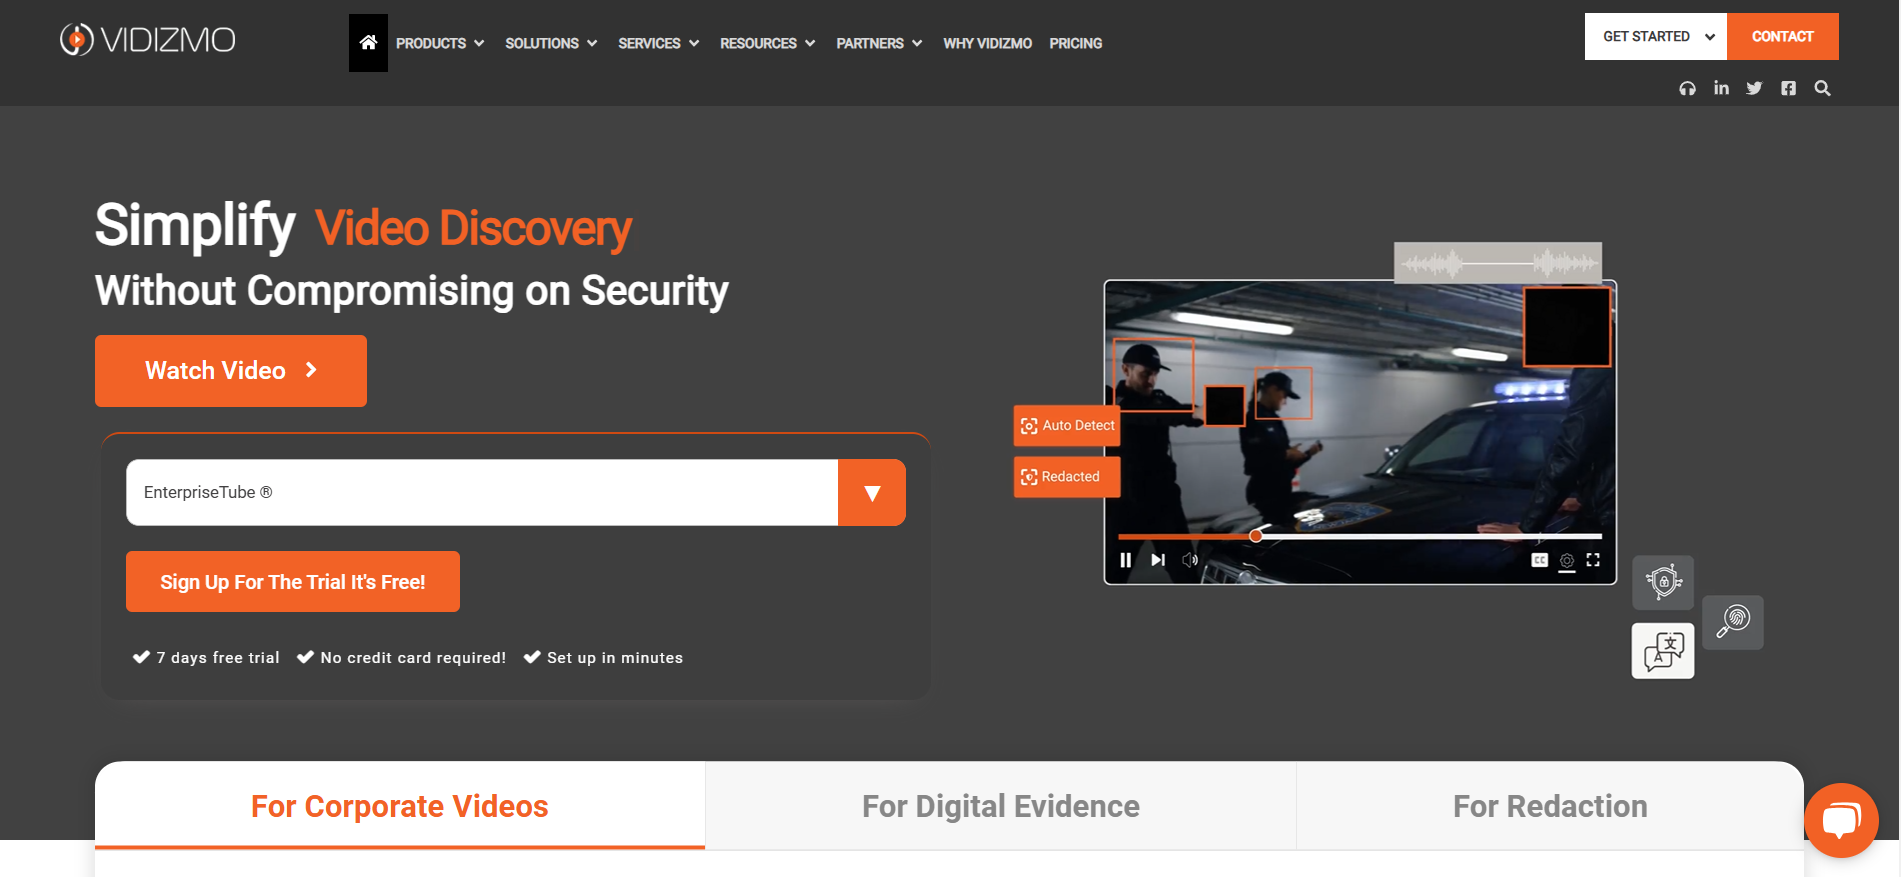 VIDIZMO
PRODUCTS
SOLUTIONS
SERVICES
RESOURCES
PARTNERS
WHY VIDIZMO
PRICING
GET STARTED
CONTACT
Simplify Video Discovery
Without Compromising on Security
Watch Video
EnterpriseTube ®
Sign Up For The Trial It's Free!
7 days free trial
No credit card required!
Set up in minutes
Auto Detect
Redacted
CC
文
A
For Corporate Videos
For Digital Evidence
For Redaction